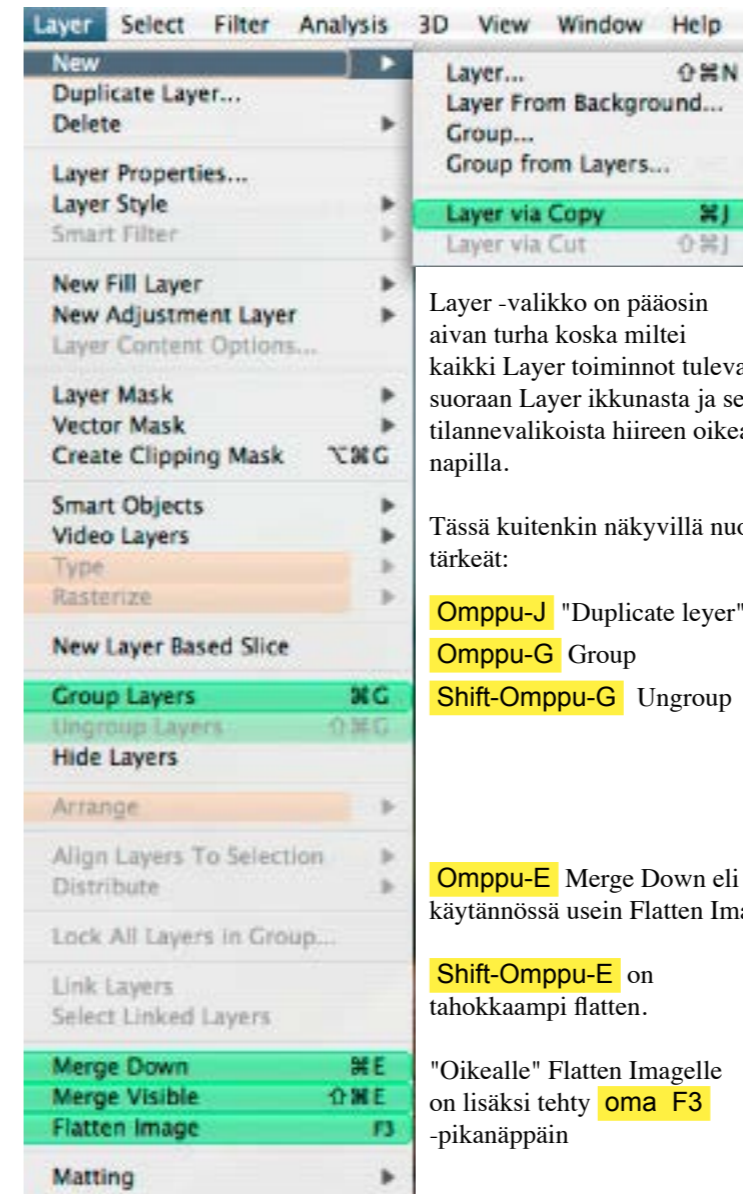 Layer Select Filter Analysis 3D View Window Help
New
Duplicate Layer...
Delete
Layer Properties...
Layer Style
Smart Filter
New Fill Layer
New Adjustment Layer
Layer Content Options...
Layer Mask
Vector Mask
Create Clipping Mask ⌥⌘G
Smart Objects
Video Layers
Type
Rasterize
New Layer Based Slice
Group Layers ⌘G
Ungroup Layers ⇧⌘G
Hide Layers
Arrange
Align Layers To Selection
Distribute
Lock All Layers in Group...
Link Layers
Select Linked Layers
Merge Down ⌘E
Merge Visible ⇧⌘E
Flatten Image F3
Matting
Layer... ⇧⌘N
Layer From Background...
Group...
Group from Layers...
Layer via Copy ⌘J
Layer via Cut ⇧⌘J
Layer -valikko on pääosin
aivan turha koska miltei
kaikki Layer toiminnot tuleva
suoraan Layer ikkunasta ja se
tilannevalikoista hiireen oikea
napilla.
Tässä kuitenkin näkyvillä nuo
tärkeät:
Omppu-J "Duplicate leyer"
Omppu-G Group
Shift-Omppu-G Ungroup
Omppu-E Merge Down eli
käytännössä usein Flatten Ima
Shift-Omppu-E on
tahokkaampi flatten.
"Oikealle" Flatten Imagelle
on lisäksi tehty oma F3
-pikanäppäin